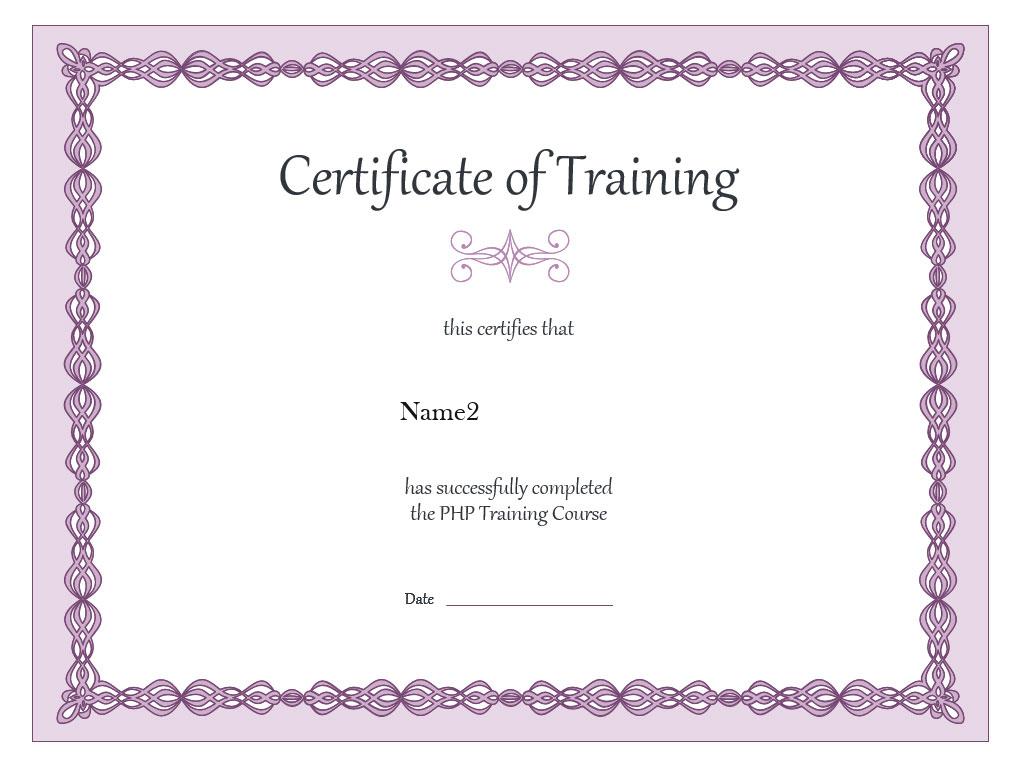 Certificate of Training
this certifies that
Name2
has successfully completed
the PHP Training Course
Date